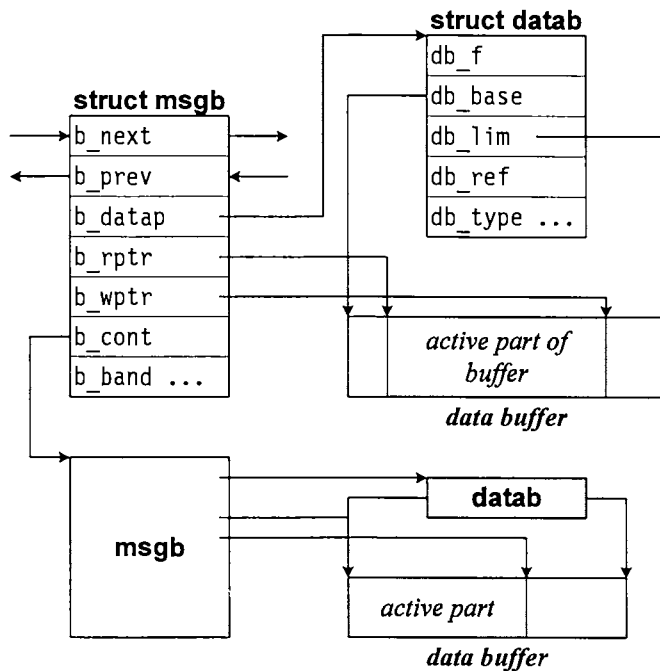 struct datab
db_f
db_base
db_lim
db_ref
db_type ...
struct msgb
b_next
b_prev
b_datap
b_rptr
b_wptr
b_cont
b_band ...
active part of
buffer
data buffer
msgb
datab
active part
data buffer